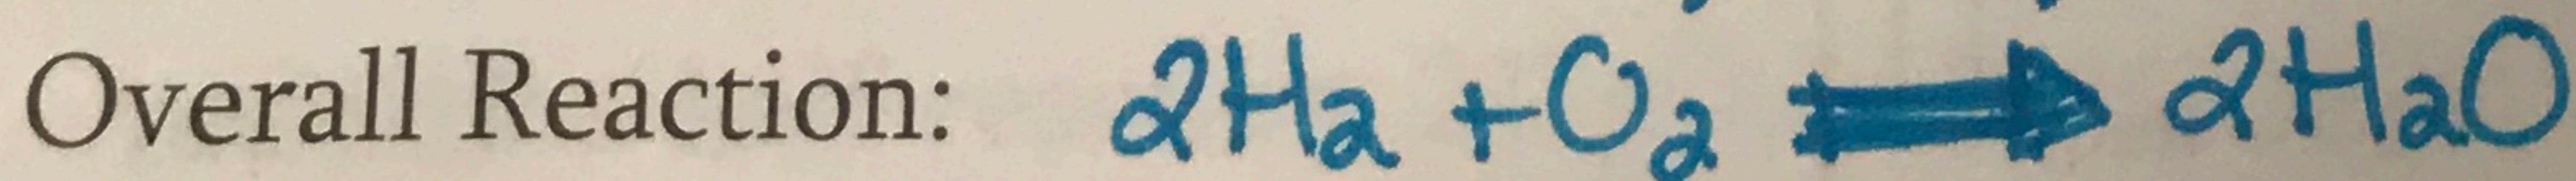 Overall Reaction: 2H₂ + O₂ → 2H₂O